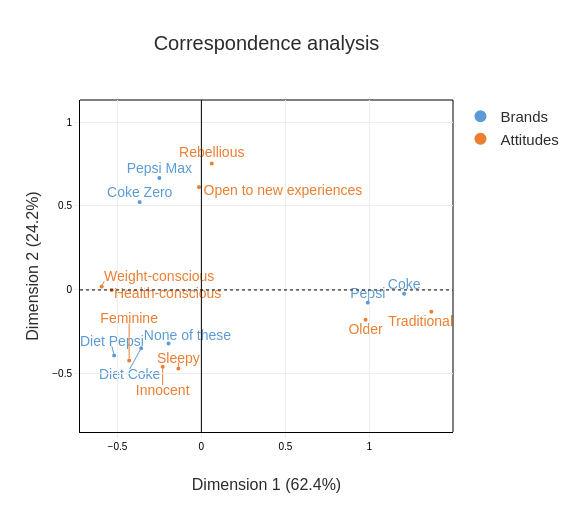 Correspondence analysis
Brands
Attitudes
1
Rebellious
Pepsi Max
Coke Zero
Open to new experiences
0.5
Weight-conscious
Coke
0
Health-conscious
Pepsi
Feminine
Traditional
Older
Diet Pepsi
None of these
Sleepy
−0.5
Diet Coke
Innocent
−0.5
0
0.5
1
Dimension 1 (62.4%)
Dimension 2 (24.2%)